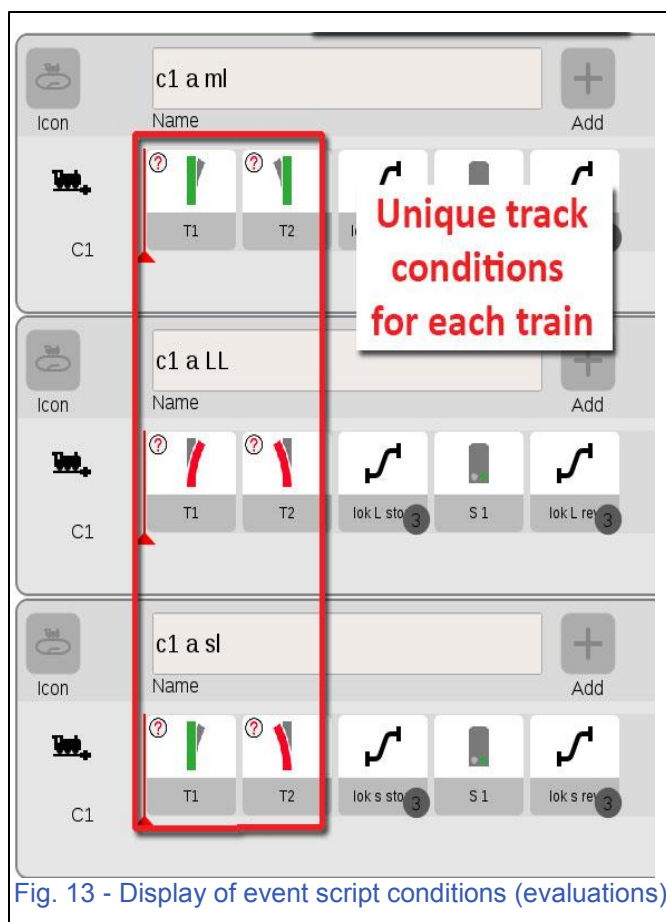 c1 a ml
Icon
Name
Add
C1
?
T1
?
T2
Unique track
conditions
for each train
c1 a LL
Icon
Name
Add
C1
?
T1
?
T2
lok L sto
3
S 1
lok L re
3
c1 a sl
Icon
Name
Add
C1
?
T1
?
T2
lok s sto
3
S 1
lok s re
3
Fig. 13 - Display of event script conditions (evaluations)